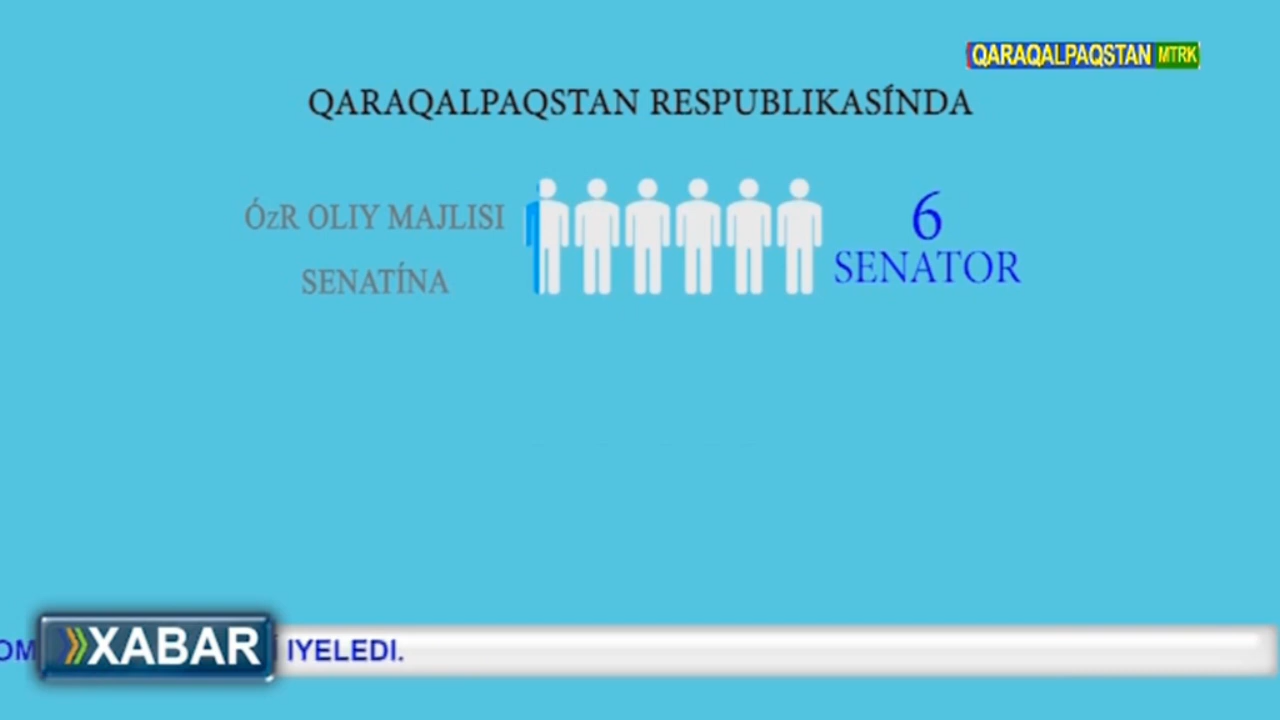 QARAQALPAQSTAN MTRK
QARAQALPAQSTAN RESPUBLIKASÍNDA
ÓzR OLIY MAJLISI
SENATÍNA
6
SENATOR
XABAR
IYELEDI.